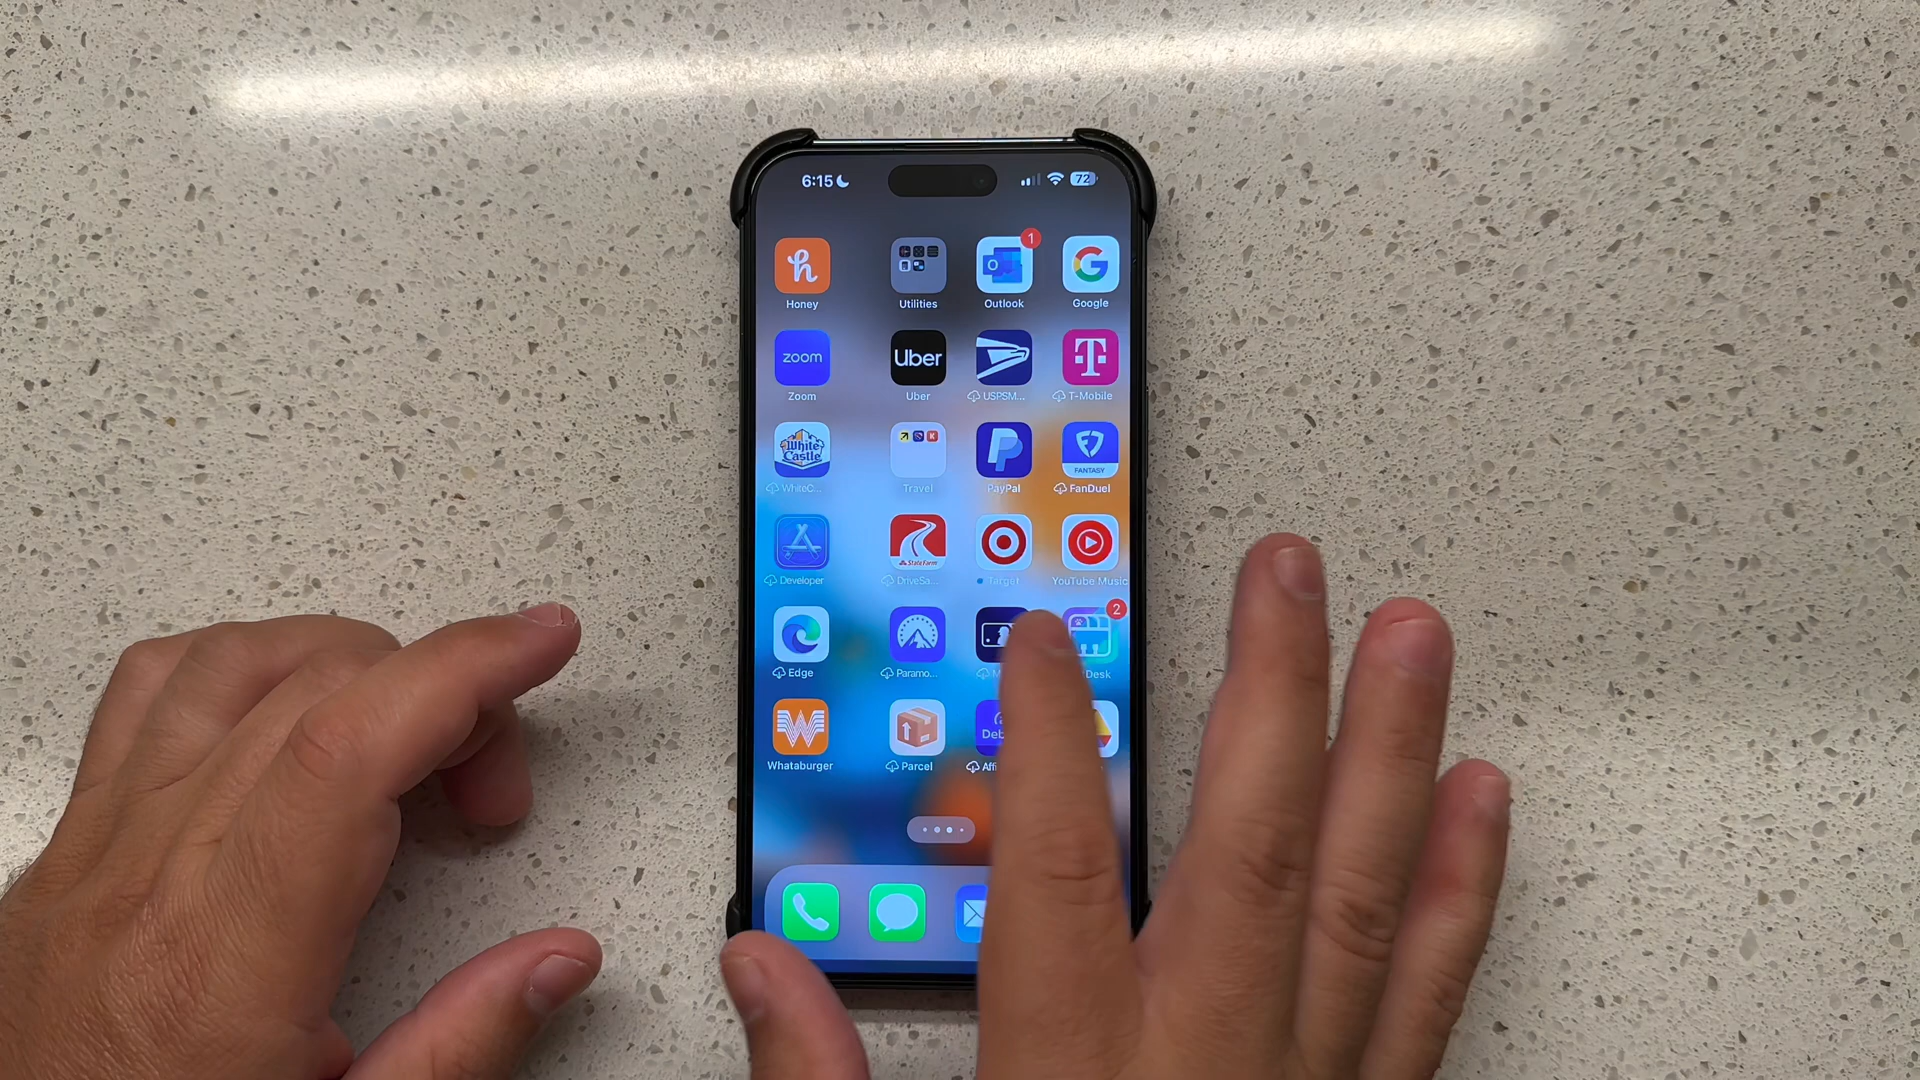 6:15 72
1
h
Honey Utilities Outlook Google
zoom Uber T
Zoom Uber USPSM... T-Mobile
White Castle P FANTASY
WhiteC... Travel PayPal FanDuel
State Farm
Developer DriveSa... Target YouTube Music
2
Edge Paramo... M Desk
W Deb
Whataburger Parcel Affi